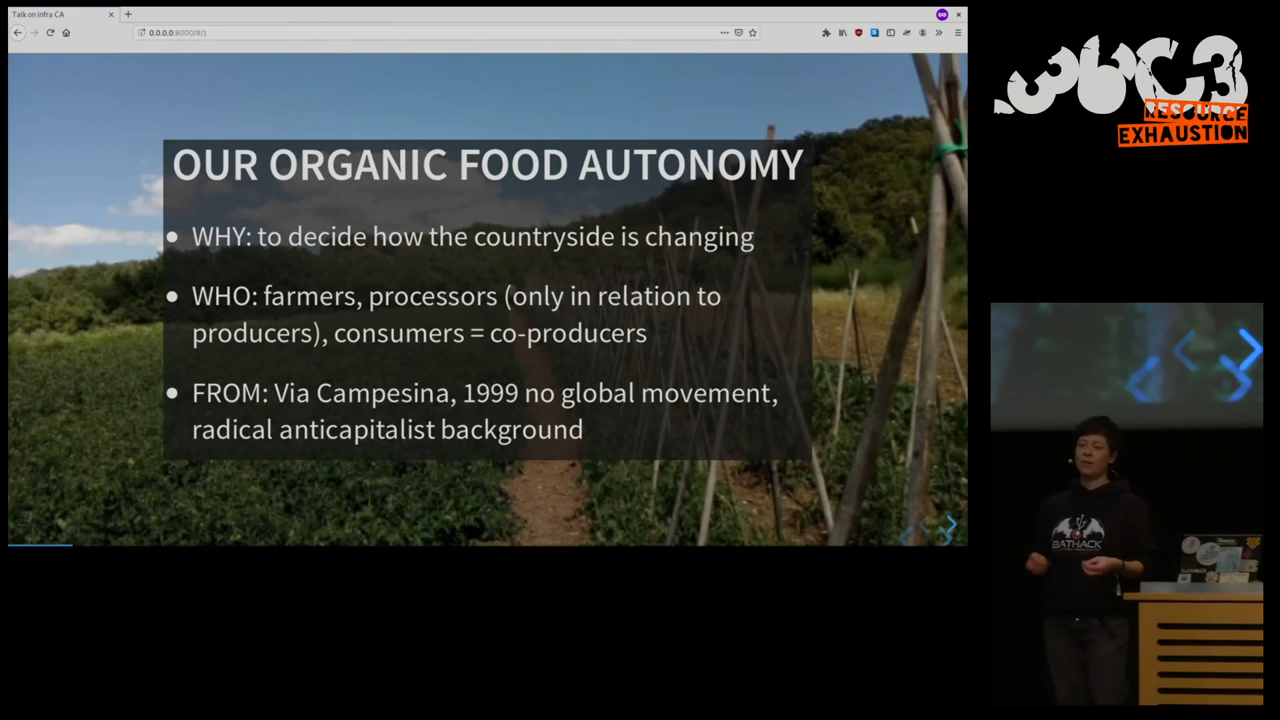 Talk on infra CA
0.0.0.0:8000/#/1
OUR ORGANIC FOOD AUTONOMY
WHY: to decide how the countryside is changing
WHO: farmers, processors (only in relation to
producers), consumers = co-producers
FROM: Via Campesina, 1999 no global movement,
radical anticapitalist background
36C3
RESOURCE
EXHAUSTION
BATHACK